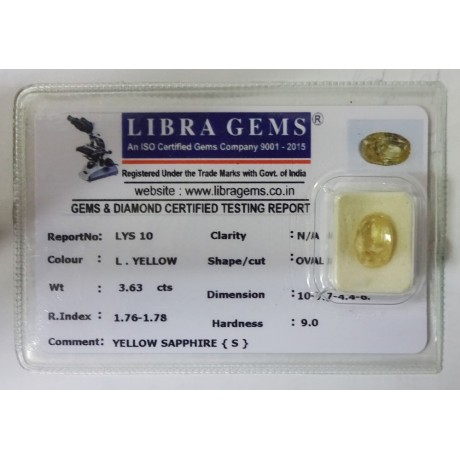 LIBRA GEMS ®
An ISO Certified Gems Company 9001 - 2015
Registered Under the Trade Marks with Govt. of India
website : www.libragems.co.in
GEMS & DIAMOND CERTIFIED TESTING REPORT
ReportNo: LYS 10 Clarity : N/A
Colour : L . YELLOW Shape/cut : OVAL
Wt : 3.63 cts Dimension :
R.Index : 1.76-1.78 Hardness : 9.0
Comment : YELLOW SAPPHIRE { S }